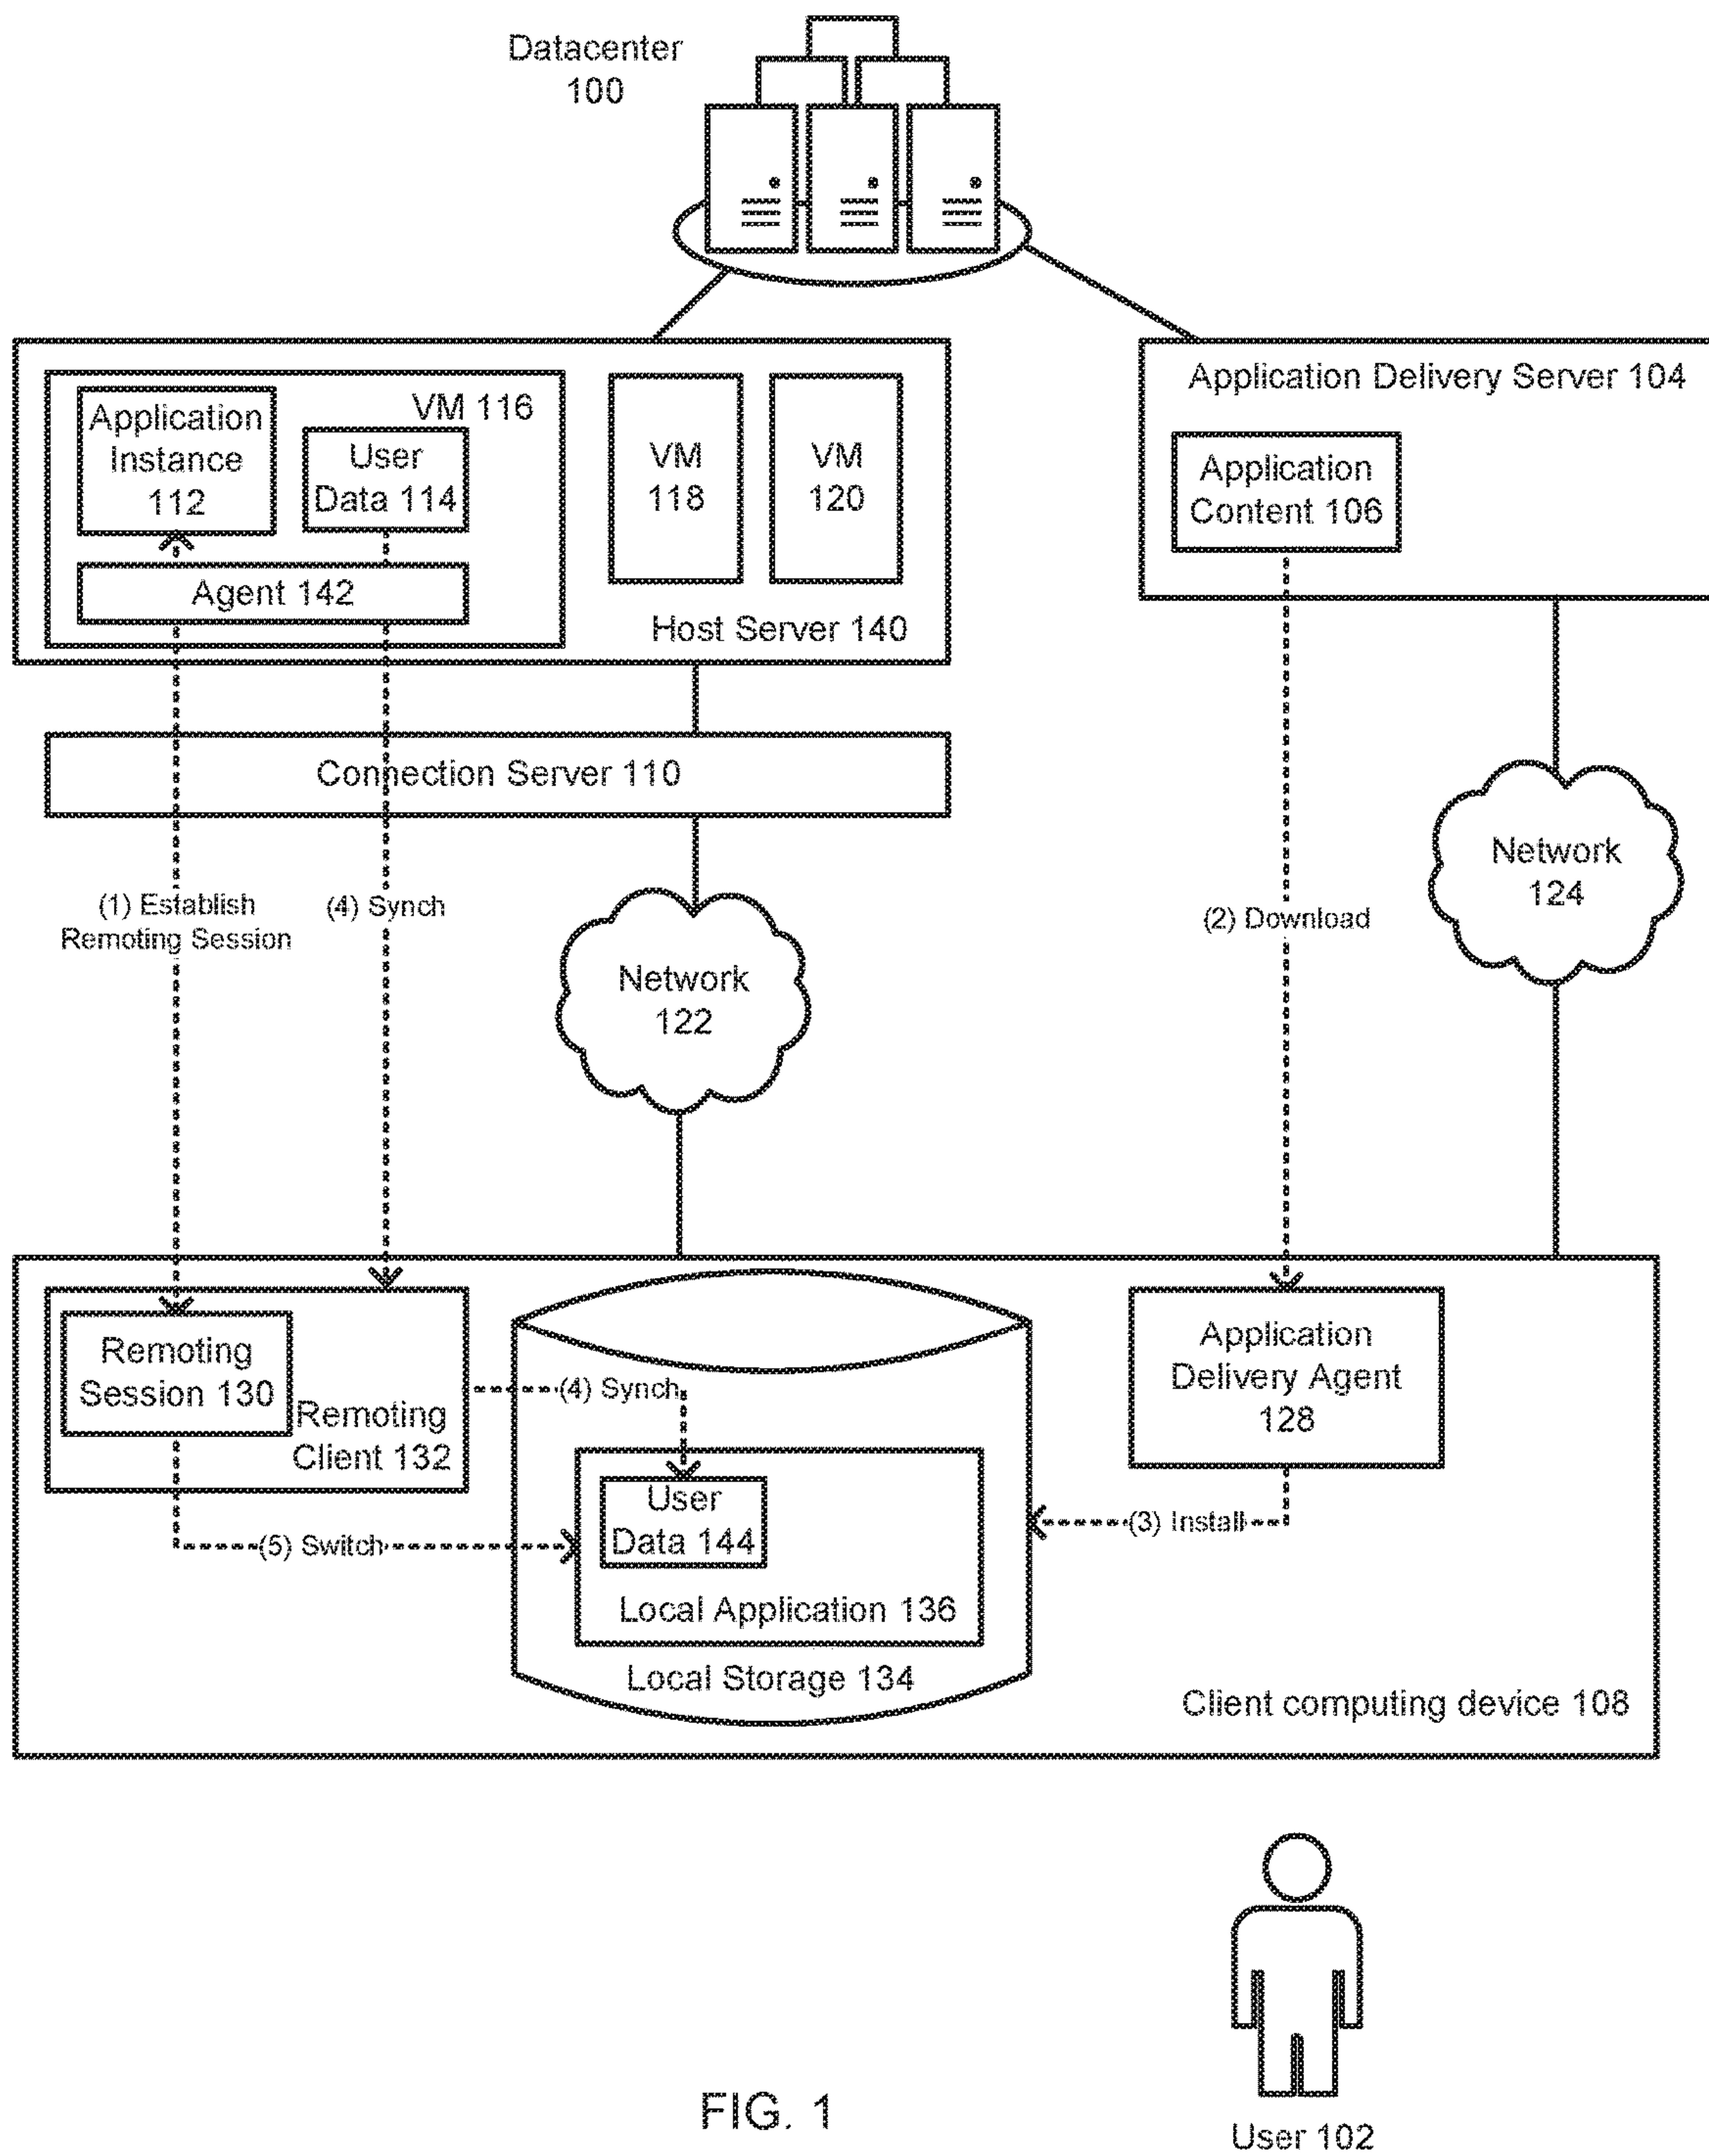 Datacenter
100
Application
Instance
112
VM 116
User
Data 114
Agent 142
VM
118
VM
120
Host Server 140
Application Delivery Server 104
Application
Content 106
Connection Server 110
Network
124
(1) Establish
Remoting Session
(4) Synch
(2) Download
Network
122
Remoting
Session 130
Remoting
Client 132
(4) Synch
Application
Delivery Agent
128
User
Data 144
(5) Switch
(3) Install
Local Application 136
Local Storage 134
Client computing device 108
FIG. 1
User 102